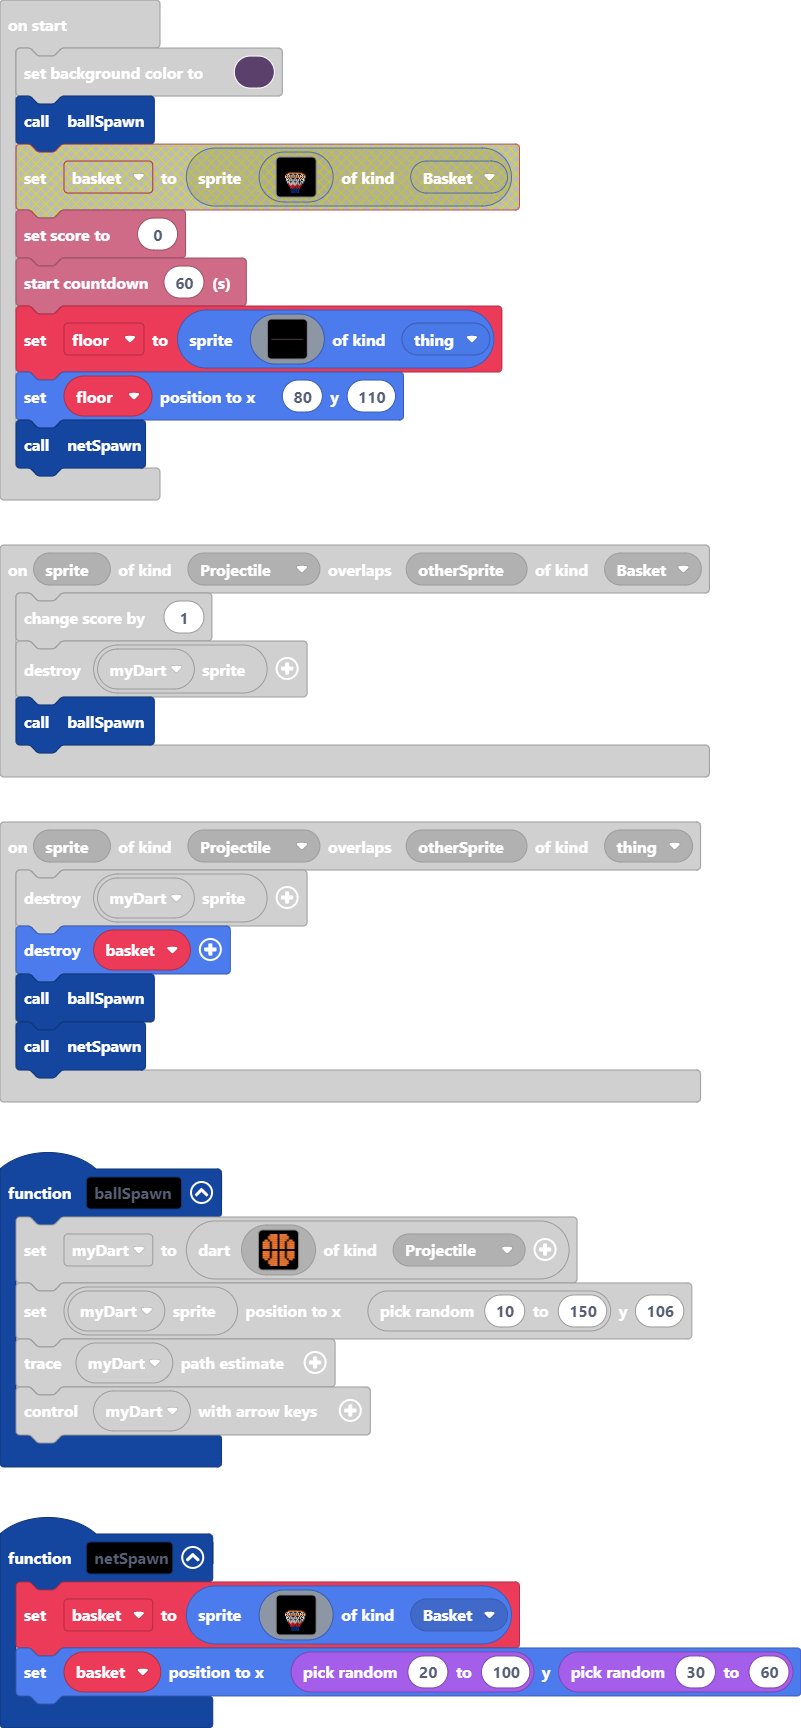 on start
set background color to
call ballSpawn
set basket to sprite of kind Basket
set score to 0
start countdown 60 (s)
set floor to sprite of kind thing
set floor position to x 80 y 110
call netSpawn
on sprite of kind Projectile overlaps otherSprite of kind Basket
change score by 1
destroy myDart sprite
call ballSpawn
on sprite of kind Projectile overlaps otherSprite of kind thing
destroy myDart sprite
destroy basket
call ballSpawn
call netSpawn
function ballSpawn
set myDart to dart of kind Projectile
set myDart sprite position to x pick random 10 to 150 y 106
trace myDart path estimate
control myDart with arrow keys
function netSpawn
set basket to sprite of kind Basket
set basket position to x pick random 20 to 100 y pick random 30 to 60